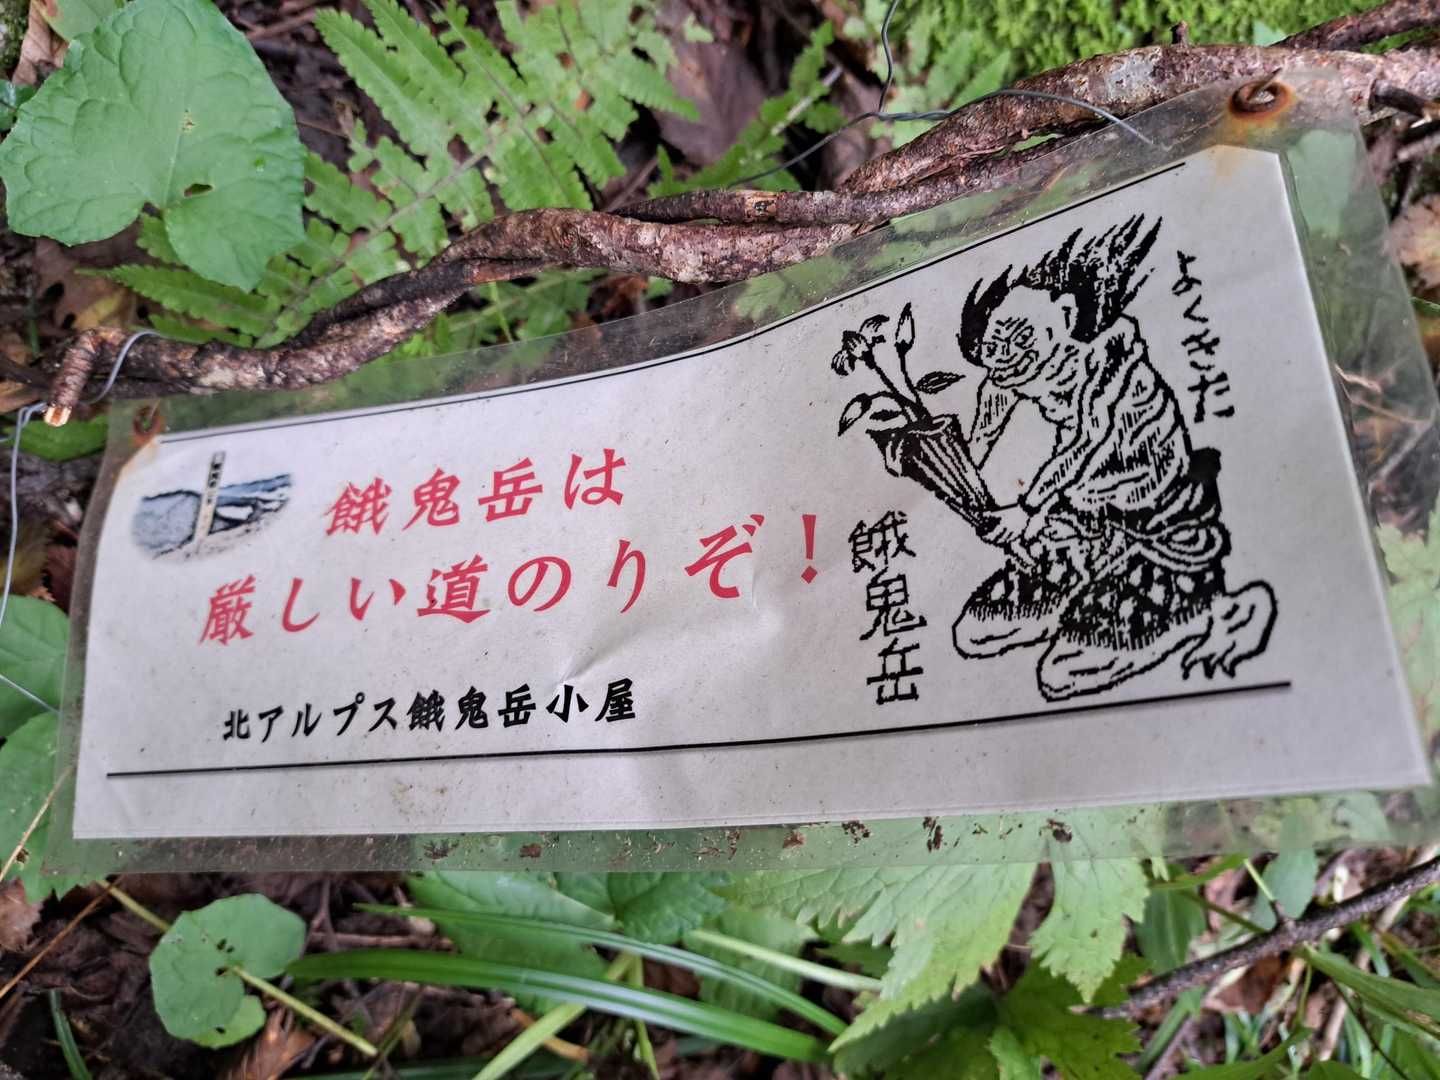 餓鬼岳は
厳しい道のりぞ！
北アルプス餓鬼岳小屋
よくきた
餓鬼岳